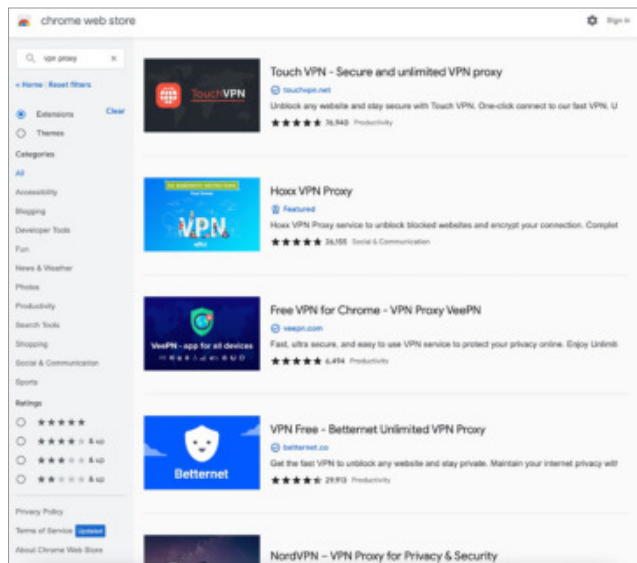 chrome web store
Sign in
vpn proxy
« Home | Reset filters
Extensions
Clear
Themes
Categories
All
Accessibility
Blogging
Developer Tools
Fun
News & Weather
Photos
Productivity
Search Tools
Shopping
Social & Communication
Sports
Ratings
& up
& up
& up
Privacy Policy
Terms of Service Updated
About Chrome Web Store
TouchVPN
Touch VPN - Secure and unlimited VPN proxy
touchvpn.net
Unblock any website and stay secure with Touch VPN. One-click connect to our fast VPN. U
76,940 Productivity
VPN
Hoxx VPN Proxy
Featured
Hoxx VPN Proxy service to unblock blocked websites and encrypt your connection. Complet
36,155 Social & Communication
VeePN - app for all devices
Free VPN for Chrome - VPN Proxy VeePN
veepn.com
Fast, ultra secure, and easy to use VPN service to protect your privacy online. Enjoy Unlimit
6,494 Productivity
Betternet
VPN Free - Betternet Unlimited VPN Proxy
betternet.co
Get the fast VPN to unblock any website and stay private. Maintain your internet privacy with
29,913 Productivity
NordVPN – VPN Proxy for Privacy & Security